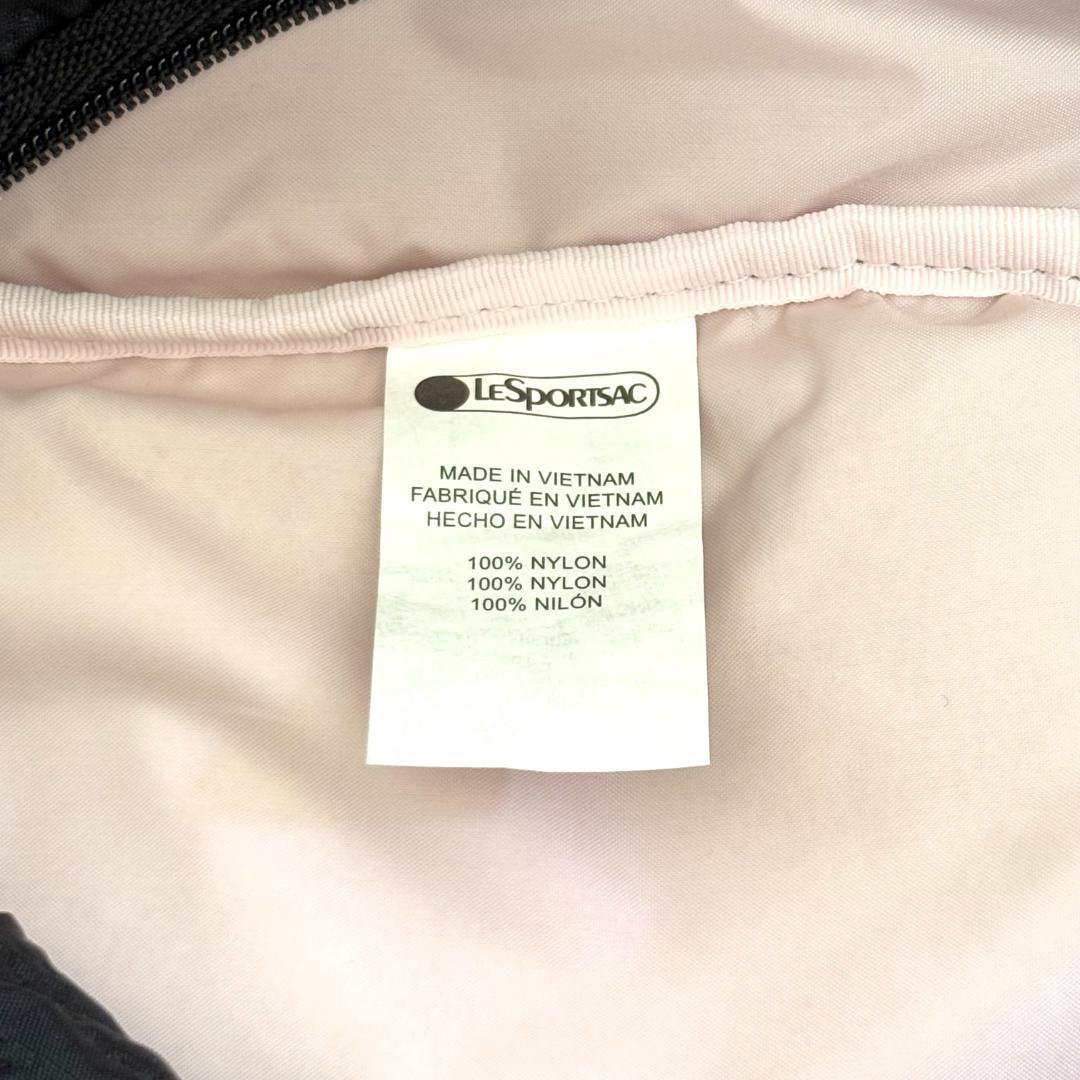 LESPORTSAC
MADE IN VIETNAM
FABRIQUÉ EN VIETNAM
HECHO EN VIETNAM
100% NYLON
100% NYLON
100% NILÓN